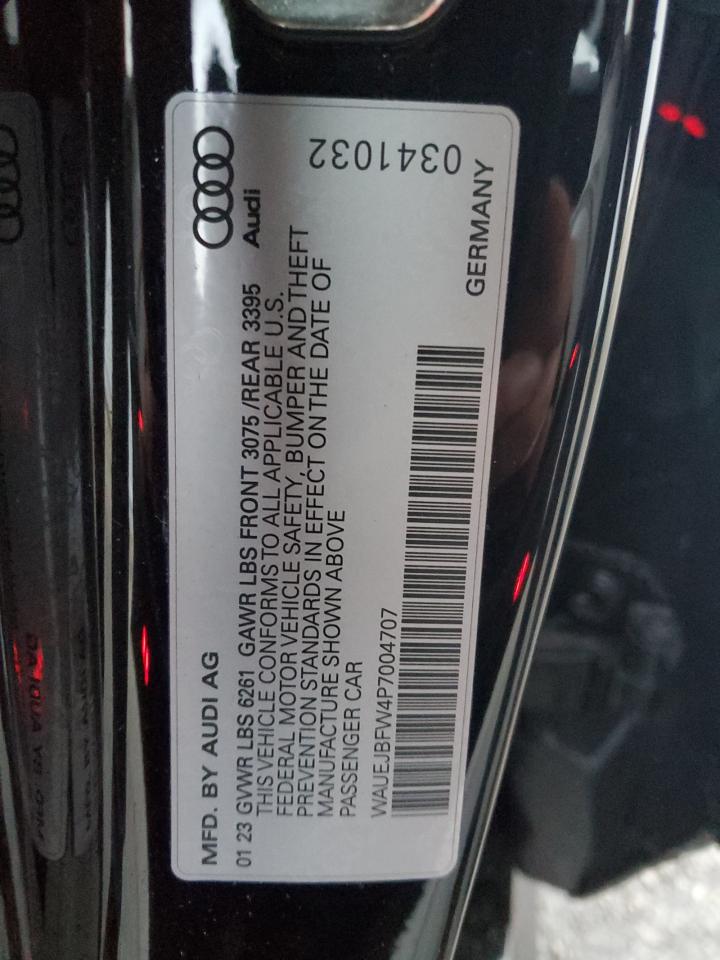 MFD. BY AUDI AG
Audi
01 23 GVWR LBS 6261 GAWR LBS FRONT 3075 /REAR 3395
THIS VEHICLE CONFORMS TO ALL APPLICABLE U.S.
FEDERAL MOTOR VEHICLE SAFETY, BUMPER AND THEFT
PREVENTION STANDARDS IN EFFECT ON THE DATE OF
MANUFACTURE SHOWN ABOVE
PASSENGER CAR
WAUEJBFW4P7004707
GERMANY
0341032